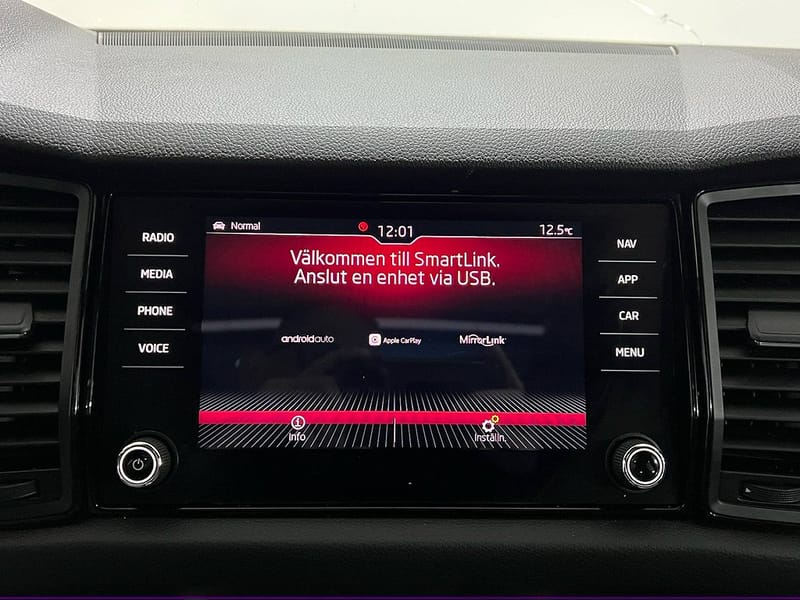 Normal
12:01
12.5°C
RADIO
MEDIA
PHONE
VOICE
Välkommen till SmartLink.
Anslut en enhet via USB.
androidauto
Apple CarPlay
MirrorLink
Info
Inställn.
NAV
APP
CAR
MENU